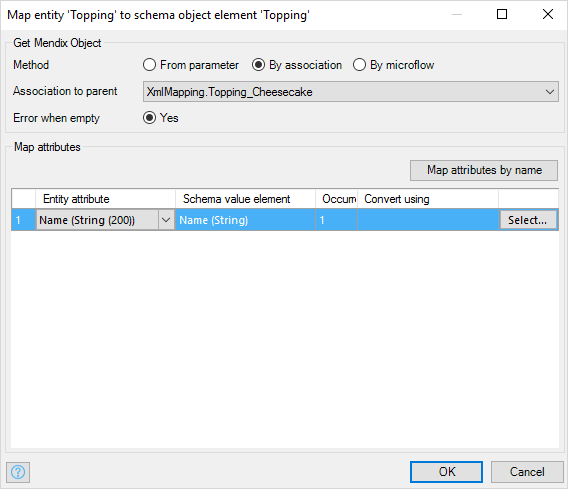 Map entity 'Topping' to schema object element 'Topping'
Get Mendix Object
Method From parameter By association By microflow
Association to parent XmlMapping.Topping_Cheesecake
Error when empty Yes
Map attributes
Map attributes by name
Entity attribute Schema value element Occurre Convert using
1 Name (String (200)) Name (String) 1 Select...
?
OK Cancel